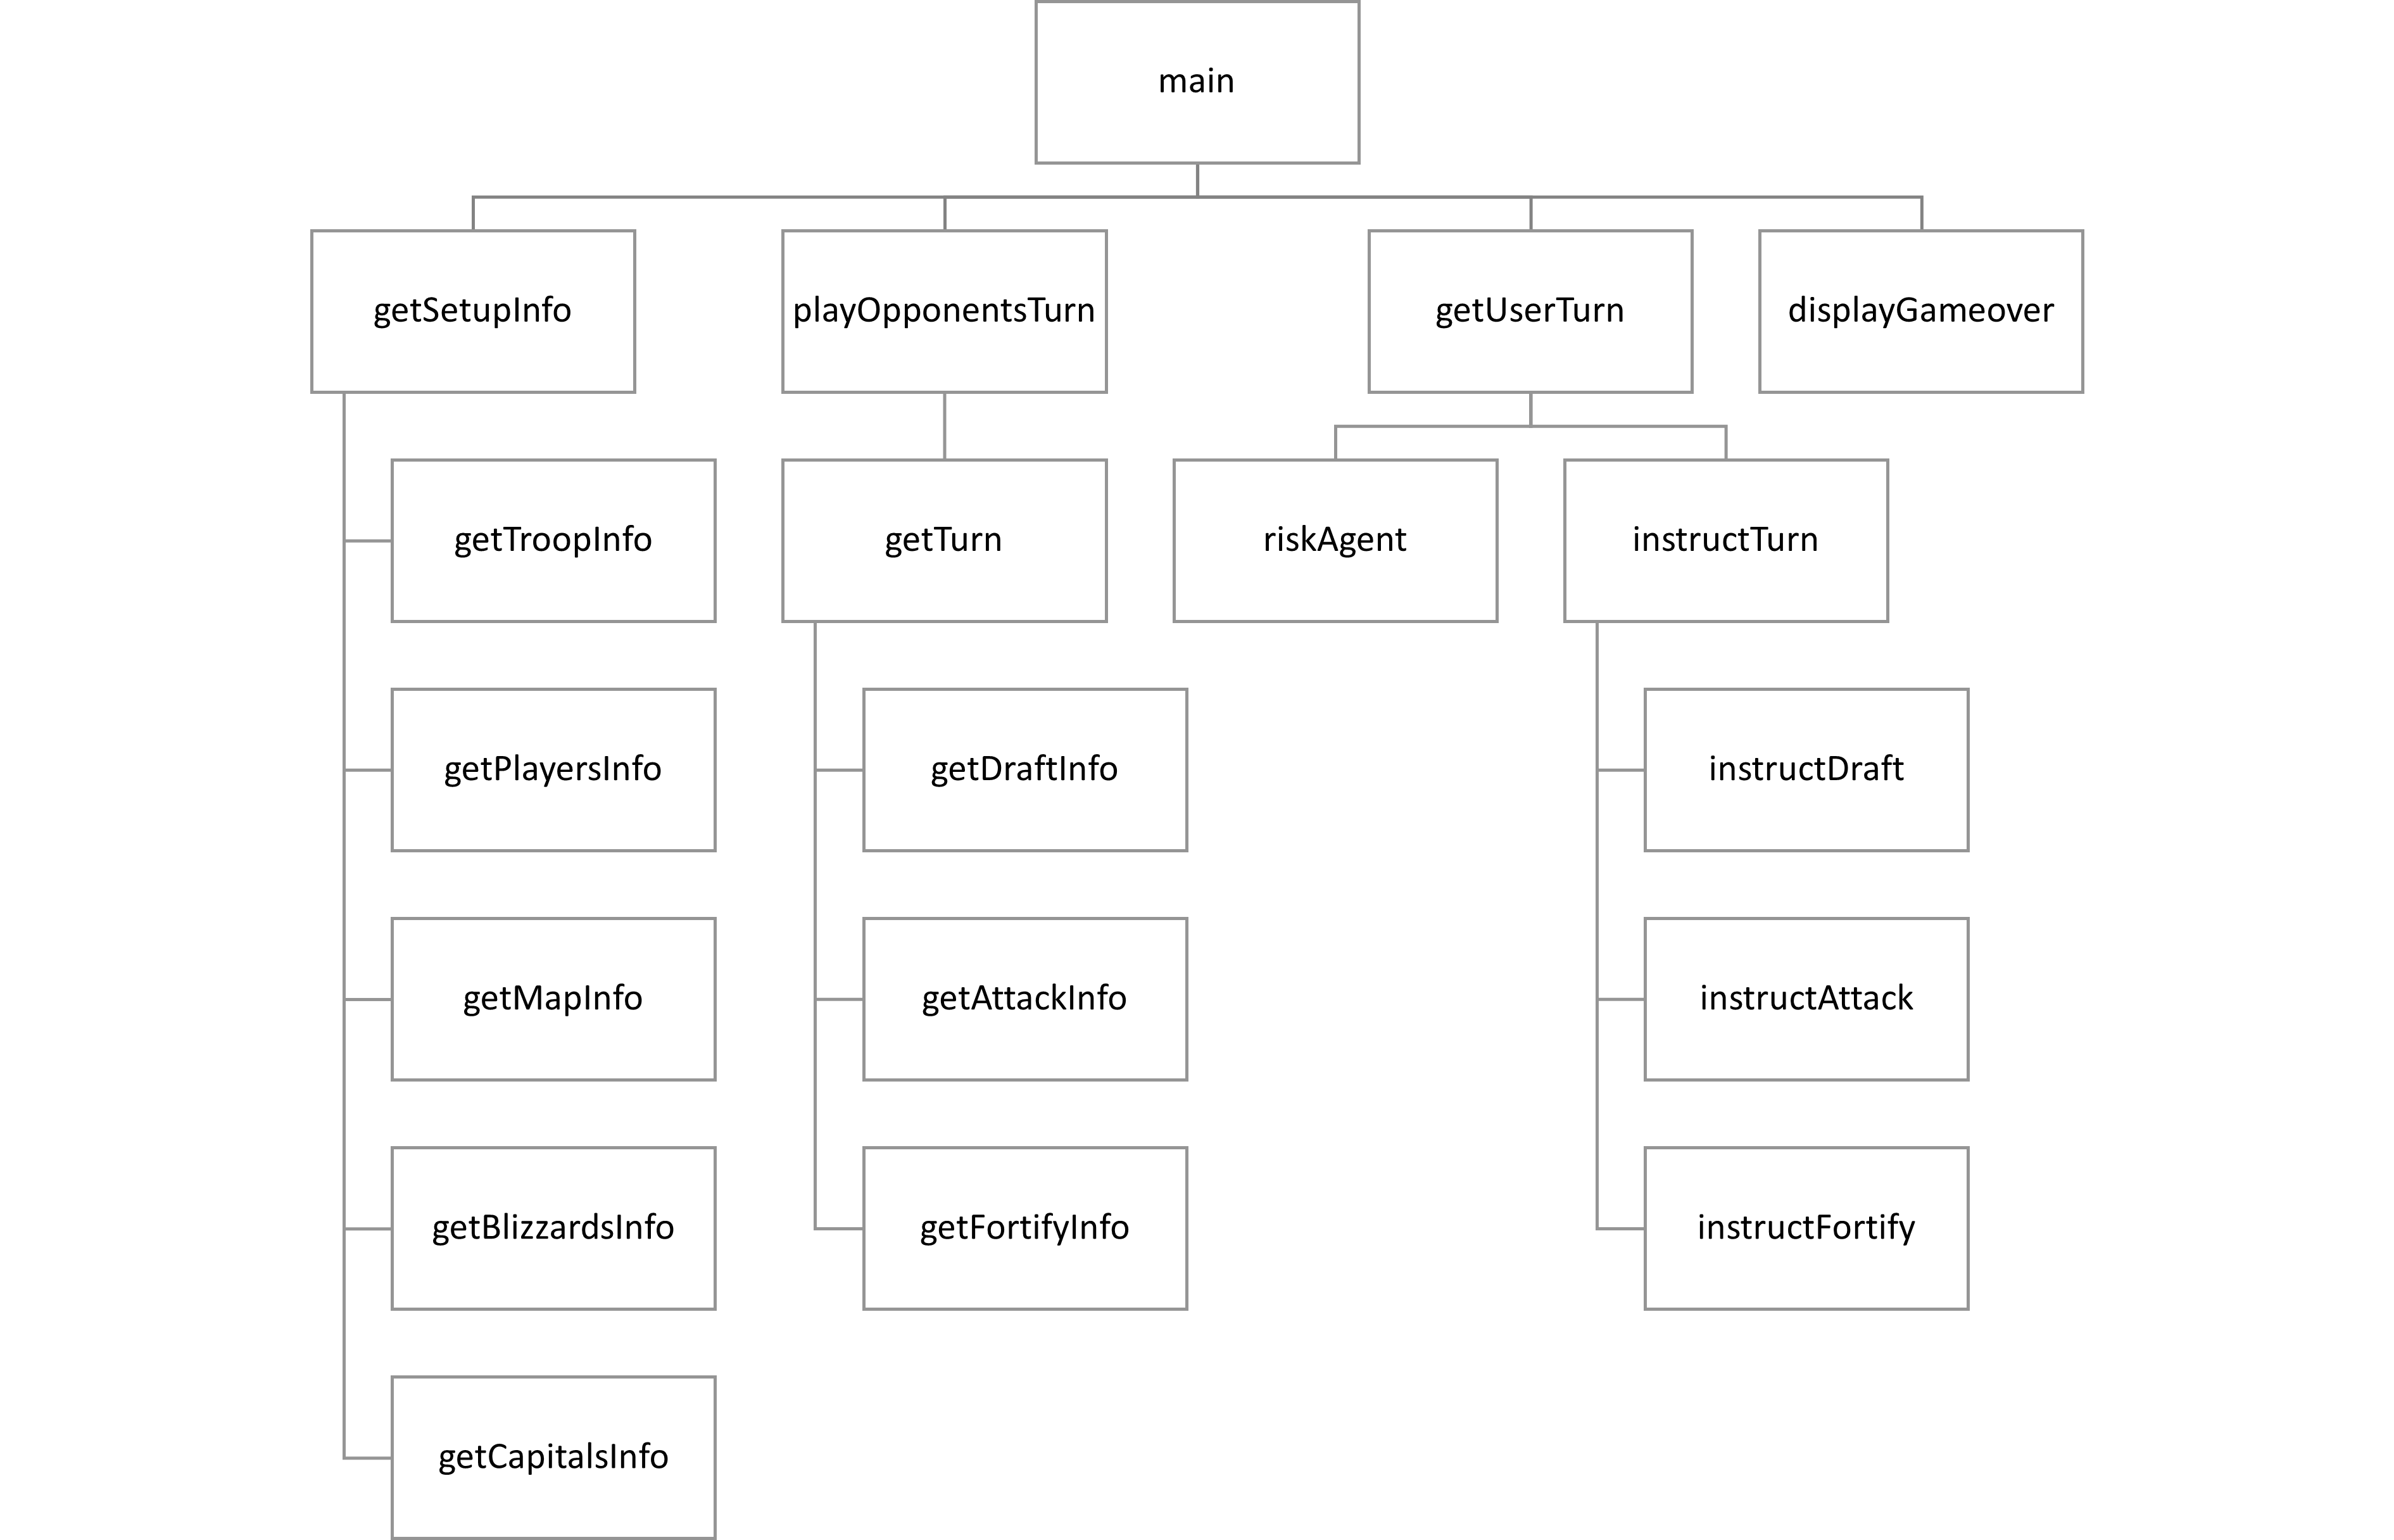 main
getSetupInfo
playOpponentsTurn
getUserTurn
displayGameover
getTroopInfo
getTurn
riskAgent
instructTurn
getPlayersInfo
getDraftInfo
instructDraft
getMapInfo
getAttackInfo
instructAttack
getBlizzardsInfo
getFortifyInfo
instructFortify
getCapitalsInfo